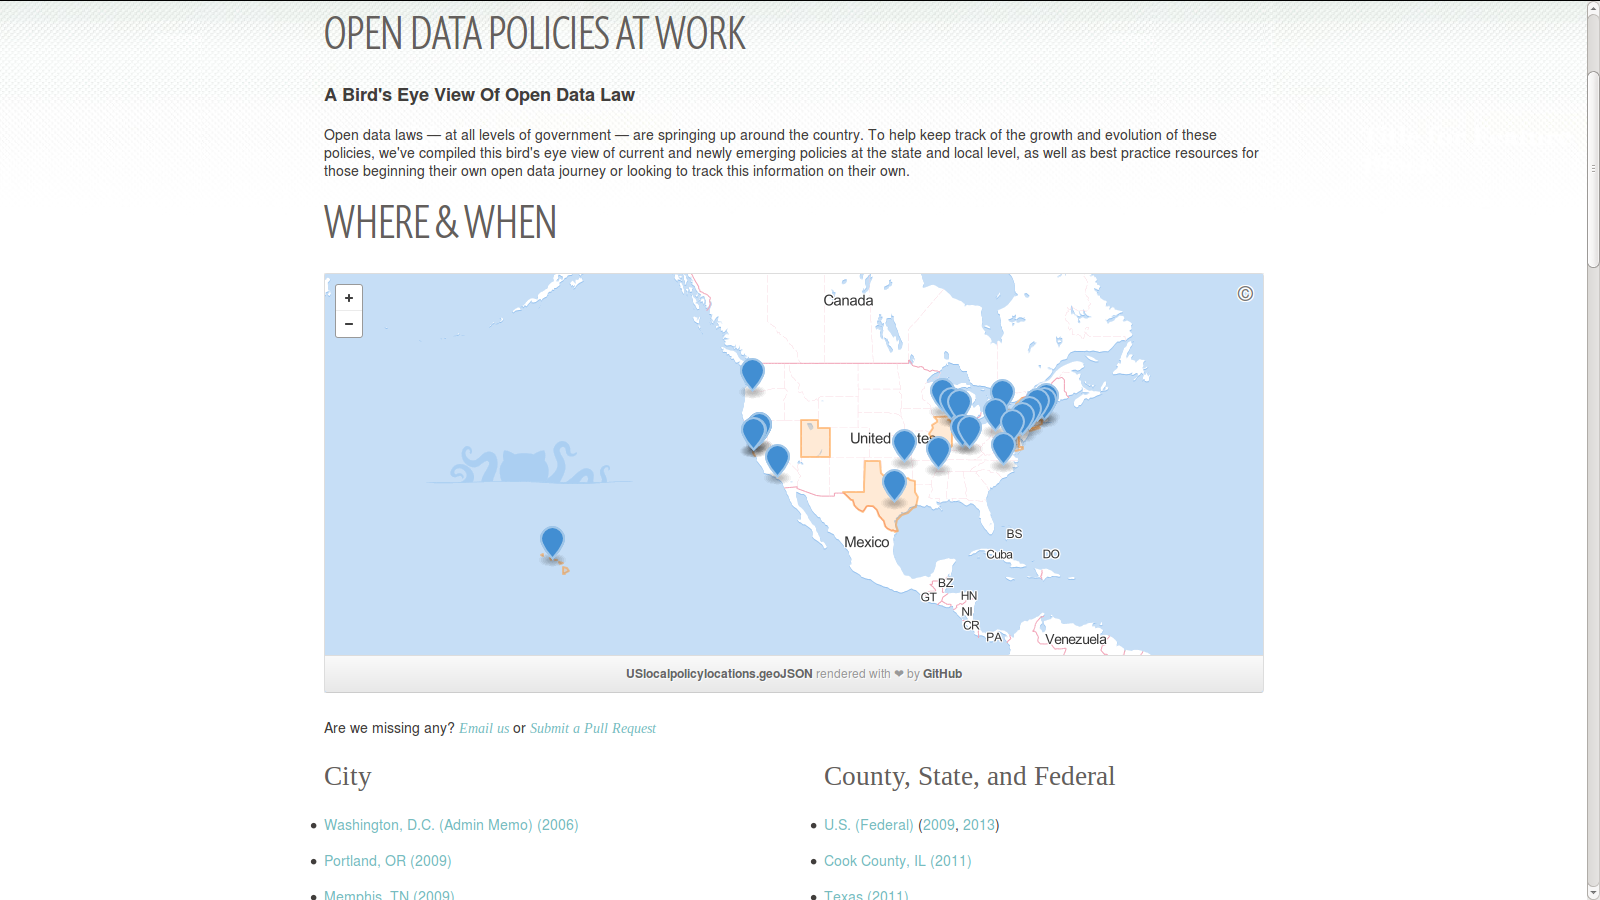 OPEN DATA POLICIES AT WORK
A Bird's Eye View Of Open Data Law
Open data laws — at all levels of government — are springing up around the country. To help keep track of the growth and evolution of these
policies, we've compiled this bird's eye view of current and newly emerging policies at the state and local level, as well as best practice resources for
those beginning their own open data journey or looking to track this information on their own.
WHERE & WHEN
+
−
©
Canada
United
tes
Mexico
BS
Cuba
DO
BZ
GT
HN
NI
CR
PA
Venezuela
USlocalpolicylocations.geoJSON rendered with ❤ by GitHub
Are we missing any? Email us or Submit a Pull Request
City
• Washington, D.C. (Admin Memo) (2006)
• Portland, OR (2009)
• Memphis, TN (2009)
County, State, and Federal
• U.S. (Federal) (2009, 2013)
• Cook County, IL (2011)
• Texas (2011)